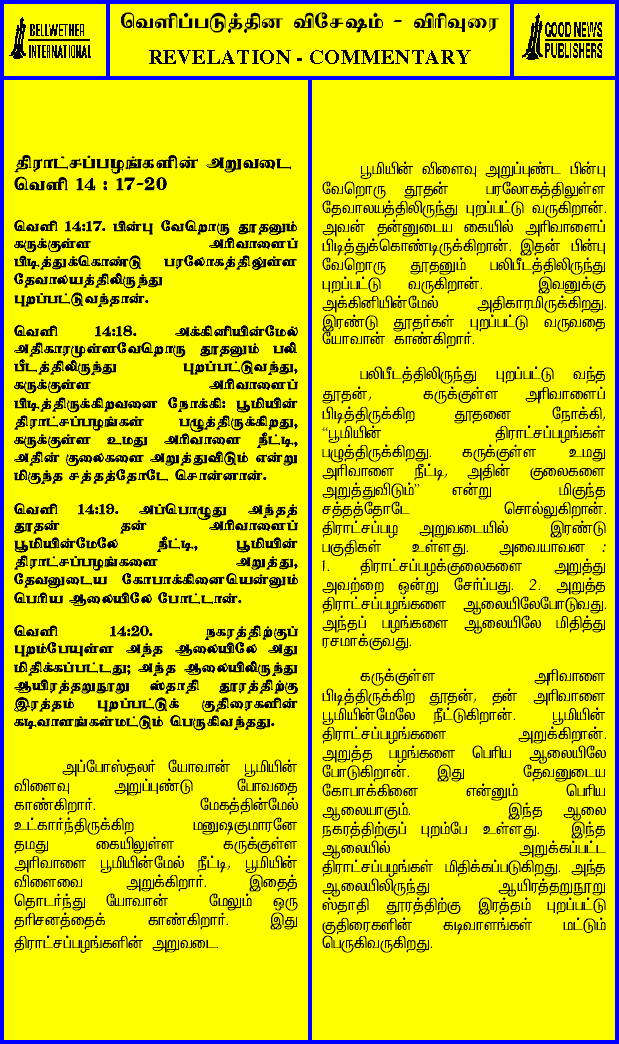 BELLWETHER
INTERNATIONAL
வெளிப்படுத்தின விசேஷம் - விரிவுரை
REVELATION - COMMENTARY
GOOD NEWS
PUBLISHERS
திராட்சப்பழங்களின் அறுவடை
வெளி 14 : 17-20
வெளி 14:17. பின்பு வேறொரு தூதனும்
கருக்குள்ள அரிவாளைப்
பிடித்துக்கொண்டு பரலோகத்திலுள்ள
தேவாலயத்திலிருந்து
புறப்பட்டுவந்தான்.
வெளி 14:18. அக்கினியின்மேல்
அதிகாரமுள்ளவேறொரு தூதனும் பலி
பீடத்திலிருந்து புறப்பட்டுவந்து,
கருக்குள்ள அரிவாளைப்
பிடித்திருக்கிறவனை நோக்கி: பூமியின்
திராட்சப்பழங்கள் பழுத்திருக்கிறது,
கருக்குள்ள உமது அரிவாளை நீட்டி,
அதின் குலைகளை அறுத்துவிடும் என்று
மிகுந்த சத்தத்தோடே சொன்னான்.
வெளி 14:19. அப்பொழுது அந்தத்
தூதன் தன் அரிவாளைப்
பூமியின்மேலே நீட்டி, பூமியின்
திராட்சப்பழங்களை அறுத்து,
தேவனுடைய கோபாக்கினையென்னும்
பெரிய ஆலையிலே போட்டான்.
வெளி 14:20. நகரத்திற்குப்
புறம்பேயுள்ள அந்த ஆலையிலே அது
மிதிக்கப்பட்டது; அந்த ஆலையிலிருந்து
ஆயிரத்தறுநூறு ஸ்தாதி தூரத்திற்கு
இரத்தம் புறப்பட்டுக் குதிரைகளின்
கடிவாளங்கள்மட்டும் பெருகிவந்தது.
அப்போஸ்தலர் யோவான் பூமியின்
விளைவு அறுப்புண்டு போவதை
காண்கிறார். மேகத்தின்மேல்
உட்கார்ந்திருக்கிற மனுஷகுமாரனே
தமது கையிலுள்ள கருக்குள்ள
அரிவாளை பூமியின்மேல் நீட்டி, பூமியின்
விளைவை அறுக்கிறார். இதைத்
தொடர்ந்து யோவான் மேலும் ஒரு
தரிசனத்தைக் காண்கிறார். இது
திராட்சப்பழங்களின் அறுவடை.
பூமியின் விளைவு அறுப்புண்ட பின்பு
வேறொரு தூதன் பரலோகத்திலுள்ள
தேவாலயத்திலிருந்து புறப்பட்டு வருகிறான்.
அவன் தன்னுடைய கையில் அரிவாளைப்
பிடித்துக்கொண்டிருக்கிறான். இதன் பின்பு
வேறொரு தூதனும் பலிபீடத்திலிருந்து
புறப்பட்டு வருகிறான். இவனுக்கு
அக்கினியின்மேல் அதிகாரமிருக்கிறது.
இரண்டு தூதர்கள் புறப்பட்டு வருவதை
யோவான் காண்கிறார்.
பலிபீடத்திலிருந்து புறப்பட்டு வந்த
தூதன், கருக்குள்ள அரிவாளைப்
பிடித்திருக்கிற தூதனை நோக்கி,
“பூமியின் திராட்சப்பழங்கள்
பழுத்திருக்கிறது. கருக்குள்ள உமது
அரிவாளை நீட்டி, அதின் குலைகளை
அறுத்துவிடும்” என்று மிகுந்த
சத்தத்தோடே சொல்லுகிறான்.
திராட்சப்பழ அறுவடையில் இரண்டு
பகுதிகள் உள்ளது. அவையாவன :
1. திராட்சப்பழக்குலைகளை அறுத்து
அவற்றை ஒன்று சேர்ப்பது. 2. அறுத்த
திராட்சப்பழங்களை ஆலையிலேபோடுவது.
அந்தப் பழங்களை ஆலையிலே மிதித்து
ரசமாக்குவது.
கருக்குள்ள அரிவாளை
பிடித்திருக்கிற தூதன், தன் அரிவாளை
பூமியின்மேலே நீட்டுகிறான். பூமியின்
திராட்சப்பழங்களை அறுக்கிறான்.
அறுத்த பழங்களை பெரிய ஆலையிலே
போடுகிறான். இது தேவனுடைய
கோபாக்கினை என்னும் பெரிய
ஆலையாகும். இந்த ஆலை
நகரத்திற்குப் புறம்பே உள்ளது. இந்த
ஆலையில் அறுக்கப்பட்ட
திராட்சப்பழங்கள் மிதிக்கப்படுகிறது. அந்த
ஆலையிலிருந்து ஆயிரத்தறுநூறு
ஸ்தாதி தூரத்திற்கு இரத்தம் புறப்பட்டு
குதிரைகளின் கடிவாளங்கள் மட்டும்
பெருகிவருகிறது.